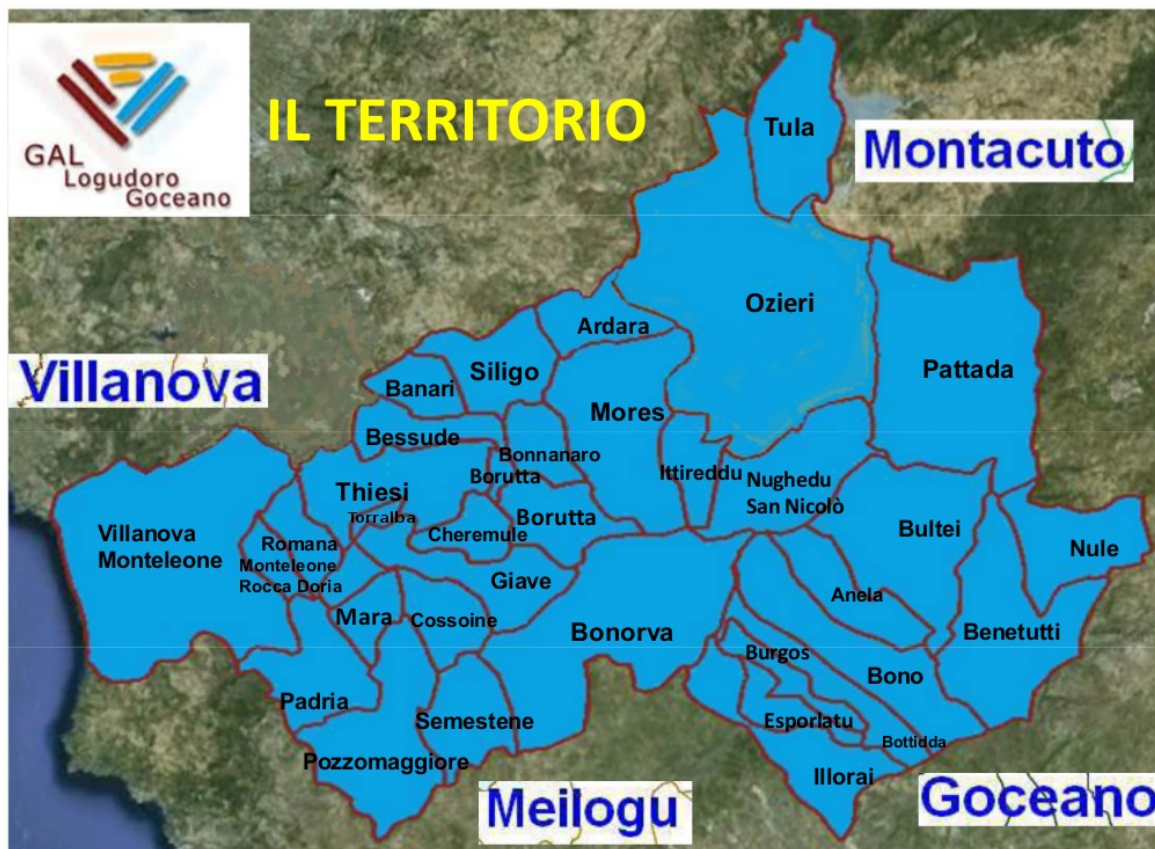 GAL
Logudoro
Goceano
IL TERRITORIO
Tula
Montacuto
Ozieri
Ardara
Pattada
Siligo
Villanova
Banari
Mores
Bessude
Bonnanaro
Ittireddu
Borutta
Nughedu
San Nicolò
Thiesi
Torralba
Borutta
Cheremule
Bultei
Villanova
Monteleone
Romana
Monteleone
Rocca Doria
Nule
Giave
Anela
Mara
Cossoine
Bonorva
Benetutti
Burgos
Bono
Padria
Semestene
Esporlatu
Bottidda
Pozzomaggiore
Illorai
Meilogu
Goceano